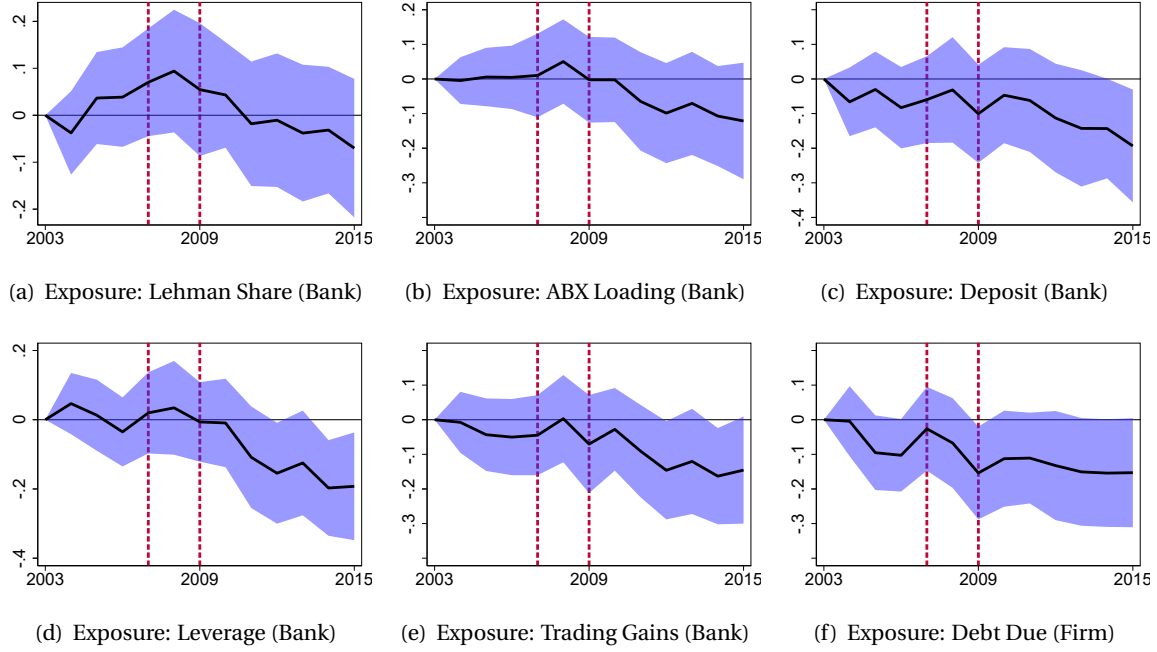 .2
.1
0
-.1
-.2
2003 2009 2015
(a) Exposure: Lehman Share (Bank)
.2
.1
0
-.1
-.2
-.3
2003 2009 2015
(b) Exposure: ABX Loading (Bank)
.2
.1
0
-.1
-.2
-.3
-.4
2003 2009 2015
(c) Exposure: Deposit (Bank)
.2
0
-.2
-.4
2003 2009 2015
(d) Exposure: Leverage (Bank)
.2
.1
0
-.1
-.2
-.3
2003 2009 2015
(e) Exposure: Trading Gains (Bank)
.1
0
-.1
-.2
-.3
2003 2009 2015
(f) Exposure: Debt Due (Firm)